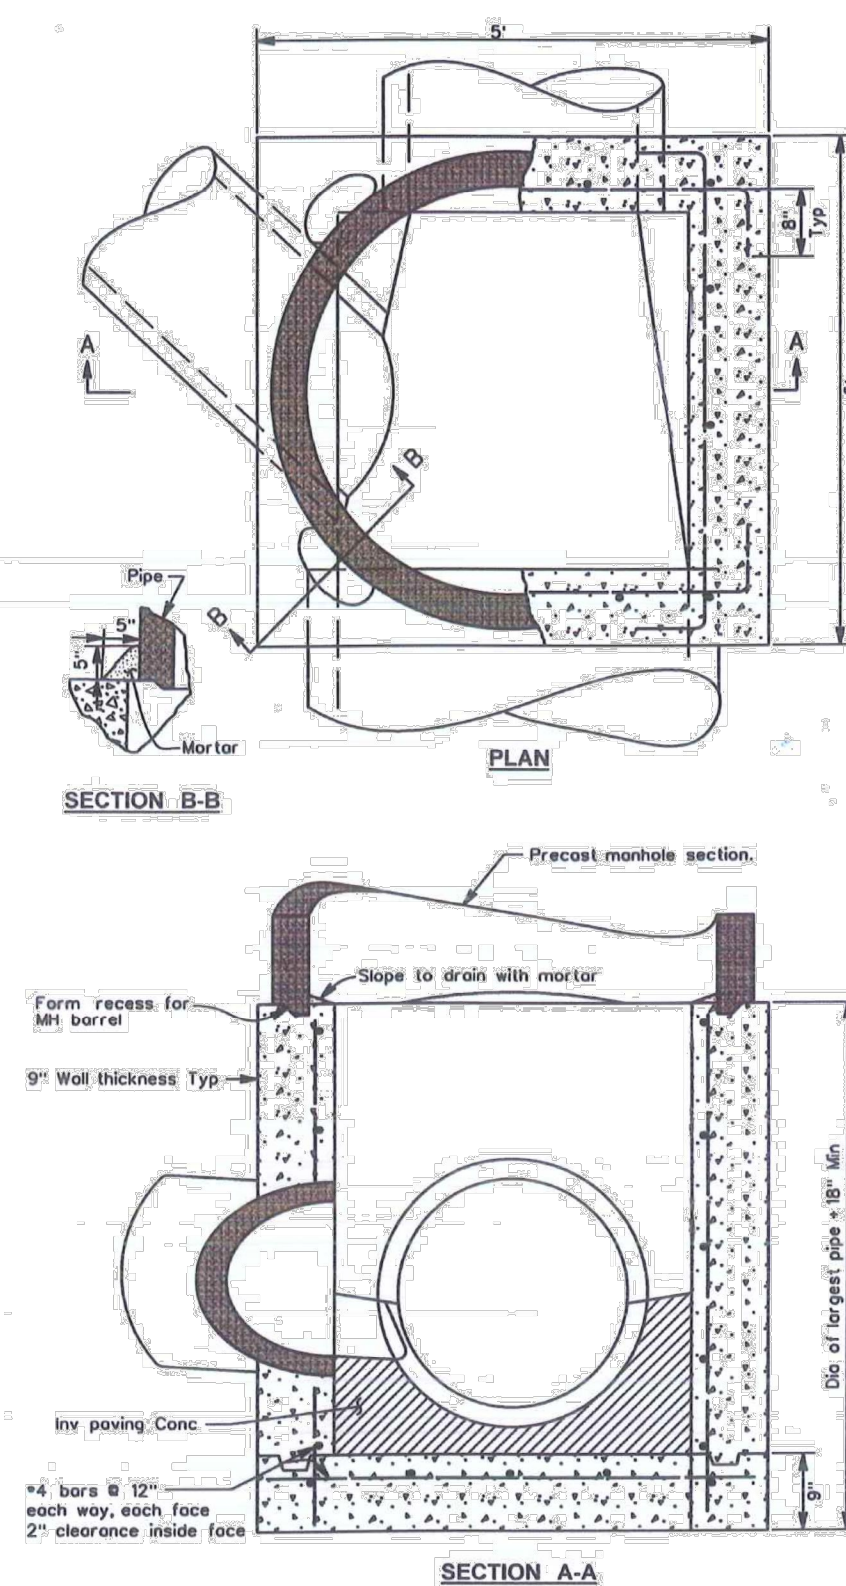 5'
8" Typ
A
A
B
B
Pipe
5"
5"
Mortar
PLAN
SECTION B-B
Precast manhole section.
Slope to drain with mortar
Form recess for
MH barrel
9" Wall thickness Typ
Dia of largest pipe + 18" Min
Inv paving Conc
#4 bars @ 12"
each way, each face
2" clearance inside face
9"
SECTION A-A